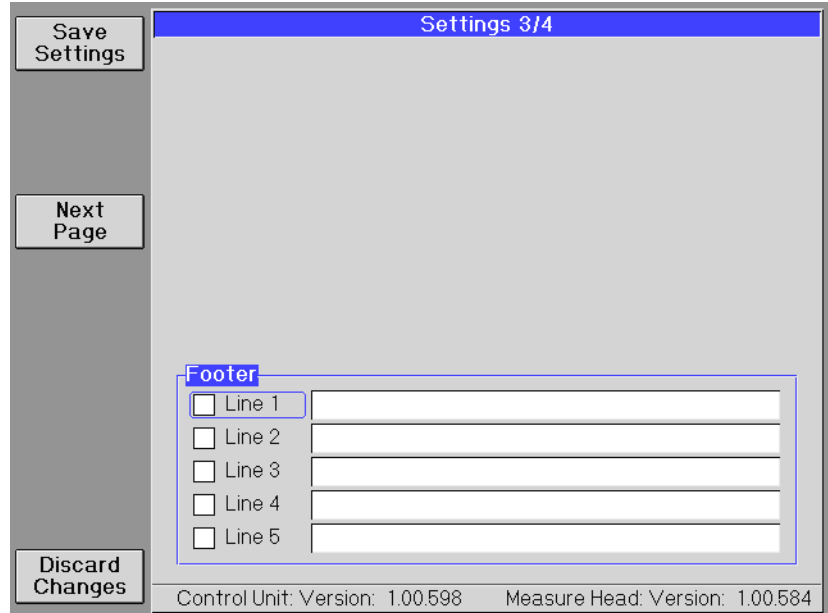 Save
Settings
Settings 3/4
Next
Page
Footer
Line 1
Line 2
Line 3
Line 4
Line 5
Discard
Changes
Control Unit: Version: 1.00.598 Measure Head: Version: 1.00.584